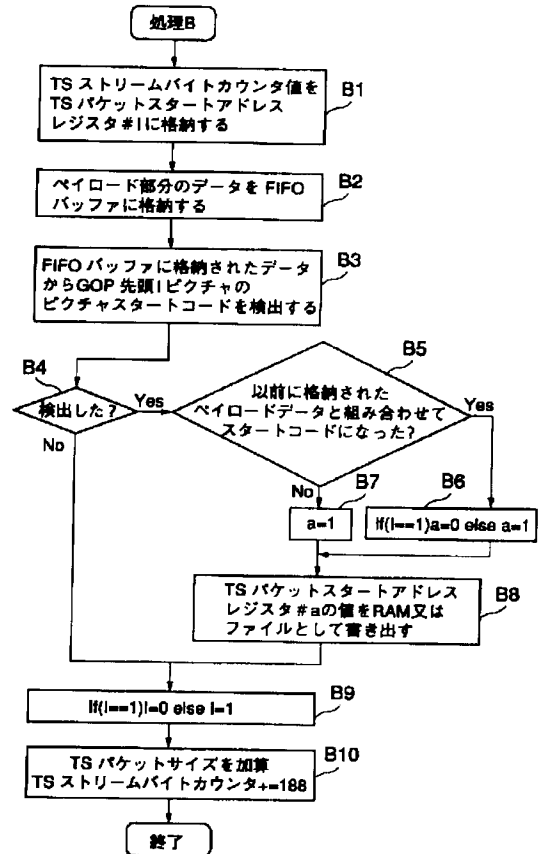 処理B
TS ストリームバイトカウンタ値を
TS パケットスタートアドレス
レジスタ#Iに格納する
B1
ペイロード部分のデータを FIFO
バッファに格納する
B2
FIFO バッファに格納されたデータ
からGOP 先頭Iピクチャの
ピクチャスタートコードを検出する
B3
B4
検出した?
Yes
No
B5
以前に格納された
ペイロードデータと組み合わせて
スタートコードになった?
Yes
No
B7
a=1
B6
If(I==1)a=0 else a=1
TS パケットスタートアドレス
レジスタ#aの値をRAM又は
ファイルとして書き出す
B8
If(I==1)I=0 else I=1
B9
TS パケットサイズを加算
TS ストリームバイトカウンタ+=188
B10
終了